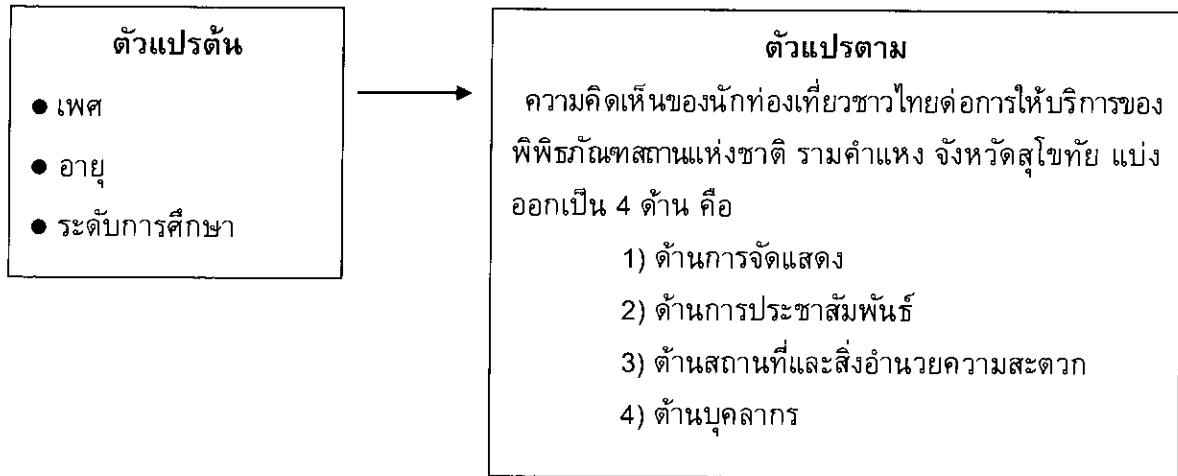 ตัวแปรต้น
● เพศ
● อายุ
● ระดับการศึกษา
ตัวแปรตาม
ความคิดเห็นของนักท่องเที่ยวชาวไทยต่อการให้บริการของ
พิพิธภัณฑสถานแห่งชาติ รามคำแหง จังหวัดสุโขทัย แบ่ง
ออกเป็น 4 ด้าน คือ
1) ด้านการจัดแสดง
2) ด้านการประชาสัมพันธ์
3) ด้านสถานที่และสิ่งอำนวยความสะดวก
4) ด้านบุคลากร